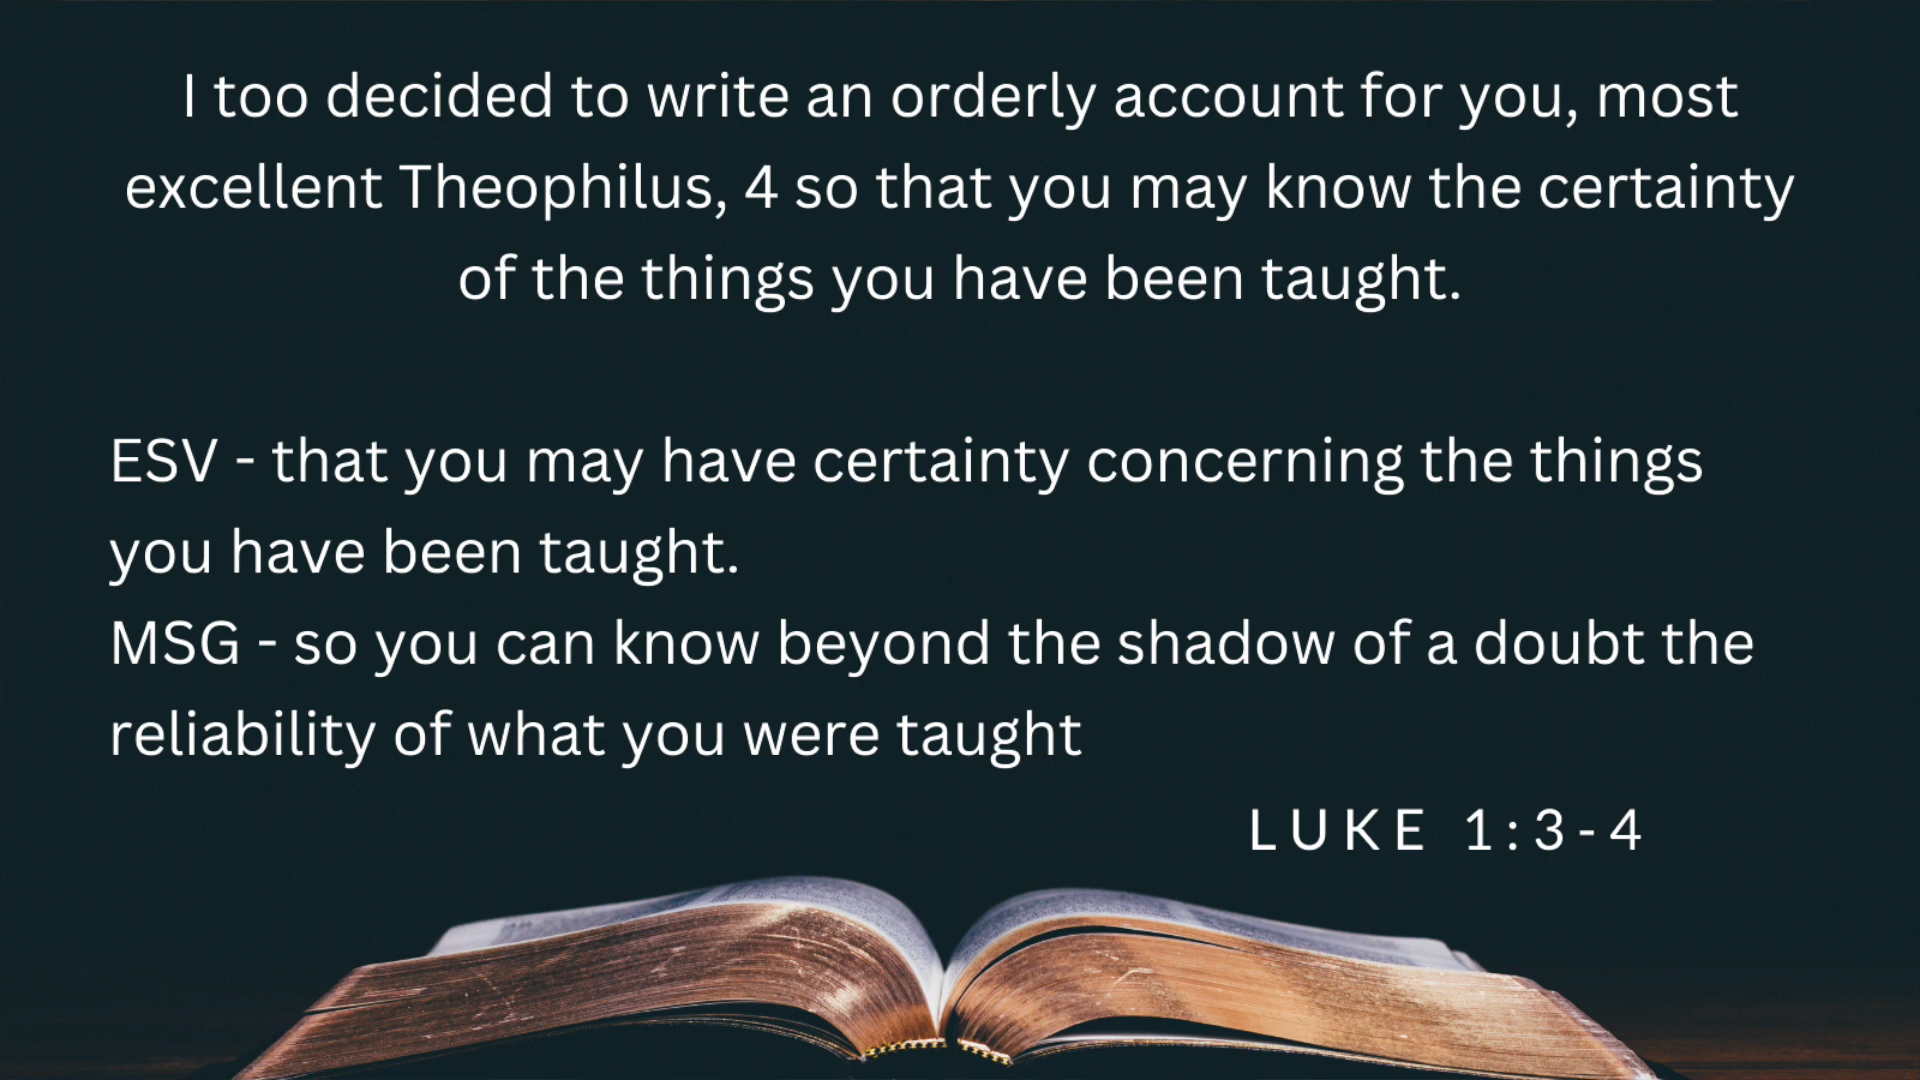 I too decided to write an orderly account for you, most
excellent Theophilus, 4 so that you may know the certainty
of the things you have been taught.
ESV - that you may have certainty concerning the things
you have been taught.
MSG - so you can know beyond the shadow of a doubt the
reliability of what you were taught
LUKE 1:3-4